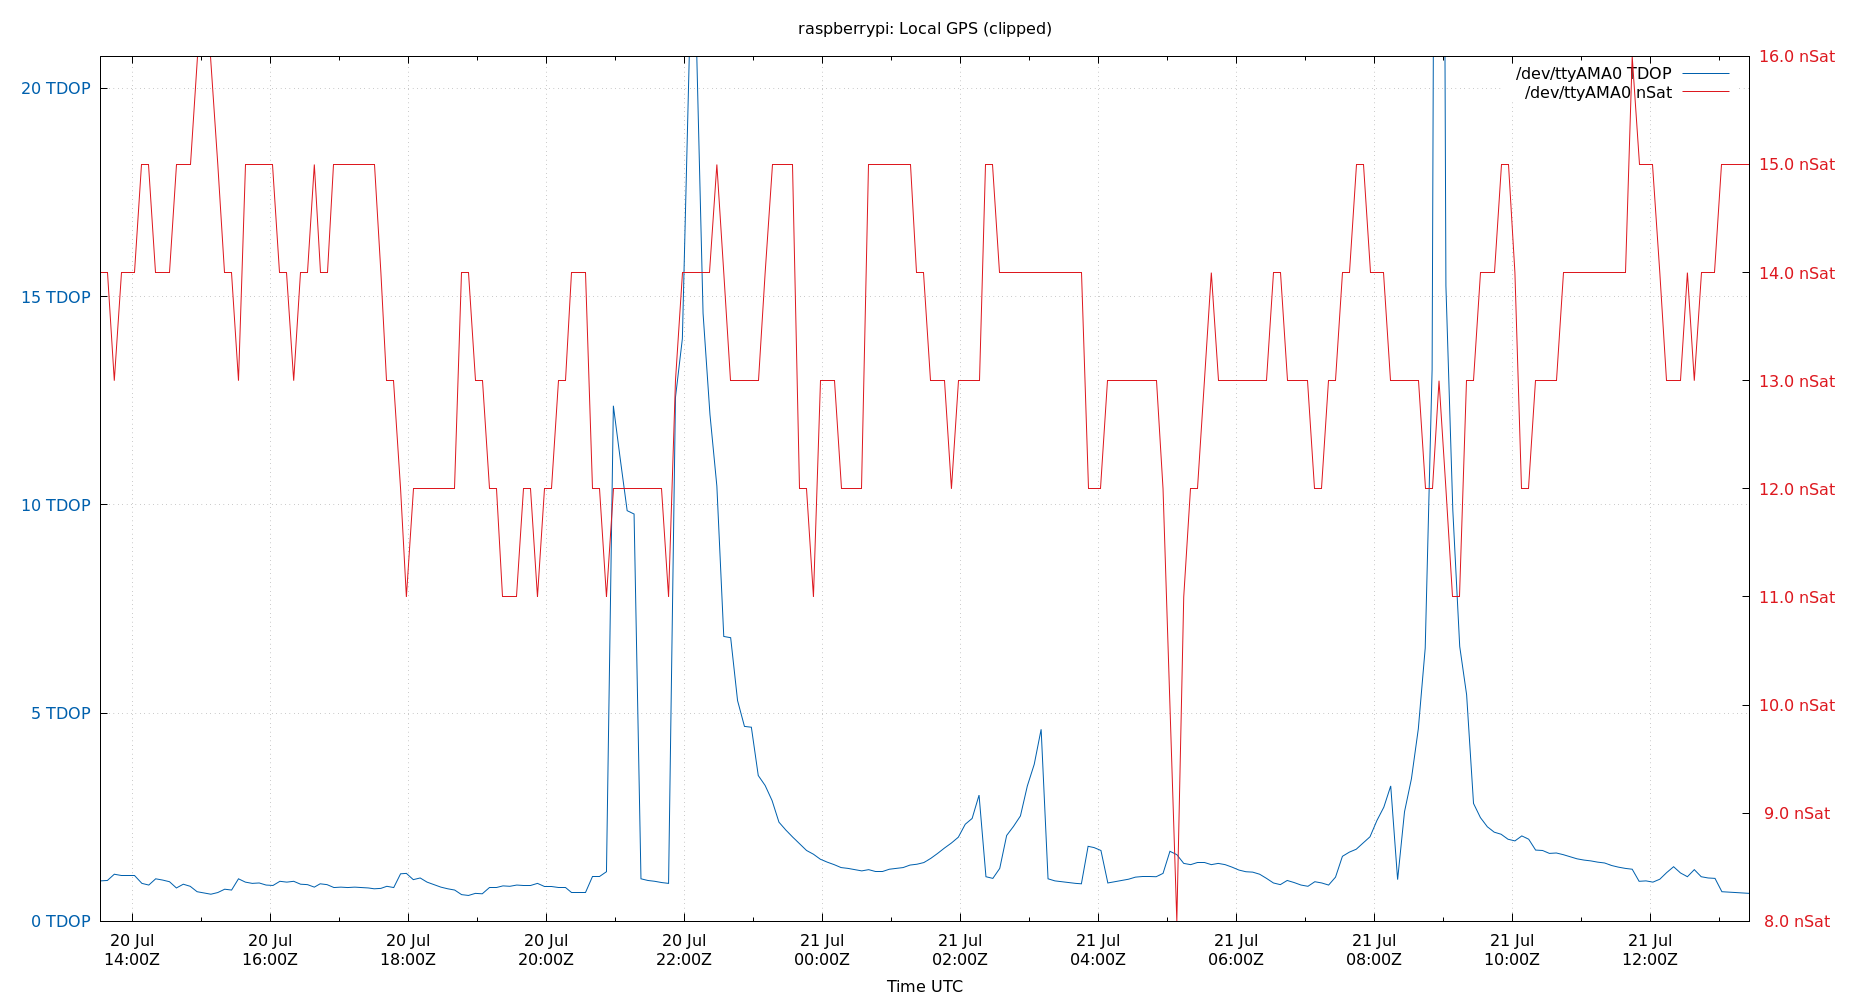 raspberrypi: Local GPS (clipped)
/dev/ttyAMA0 TDOP
/dev/ttyAMA0 nSat
20 TDOP
15 TDOP
10 TDOP
5 TDOP
0 TDOP
16.0 nSat
15.0 nSat
14.0 nSat
13.0 nSat
12.0 nSat
11.0 nSat
10.0 nSat
9.0 nSat
8.0 nSat
20 Jul
14:00Z
20 Jul
16:00Z
20 Jul
18:00Z
20 Jul
20:00Z
20 Jul
22:00Z
21 Jul
00:00Z
21 Jul
02:00Z
21 Jul
04:00Z
21 Jul
06:00Z
21 Jul
08:00Z
21 Jul
10:00Z
21 Jul
12:00Z
Time UTC